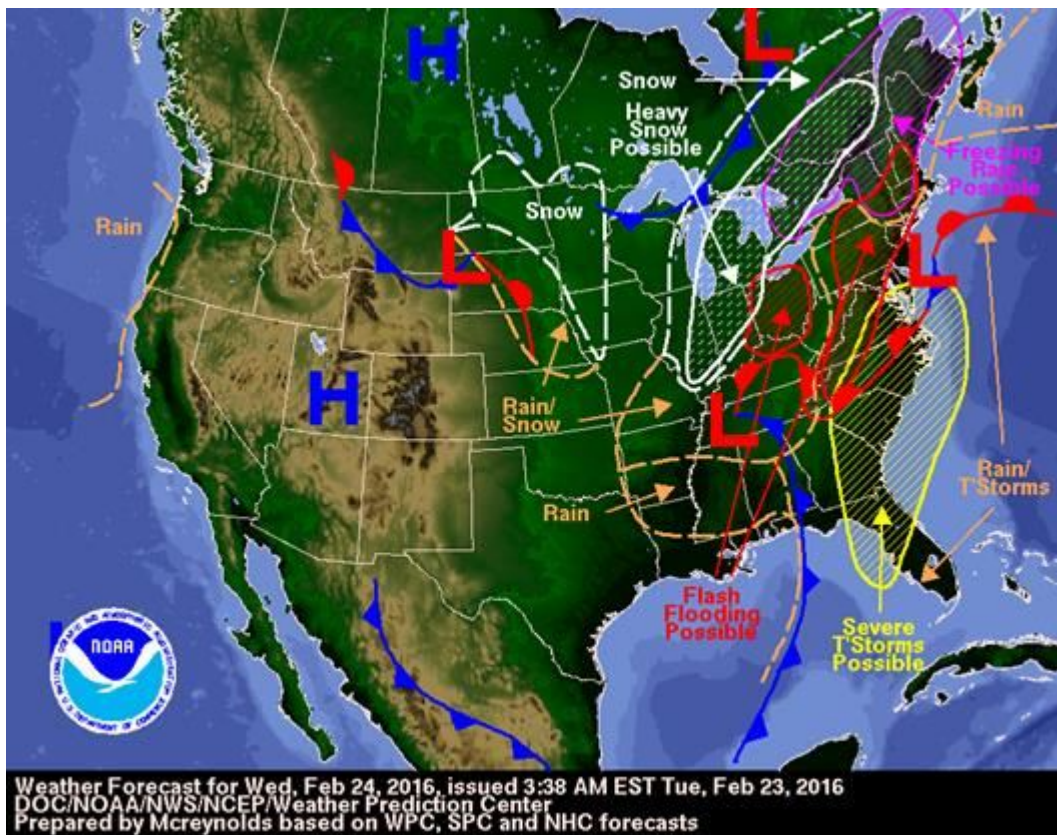 H
L
Snow
Heavy
Snow
Possible
Rain
Freezing
Rain
Possible
Rain
Snow
L
L
H
Rain/
Snow
L
Rain
Rain/
T'Storms
Flash
Flooding
Possible
Severe
T'Storms
Possible
NOAA
Weather Forecast for Wed, Feb 24, 2016, issued 3:38 AM EST Tue, Feb 23, 2016
DOC/NOAA/NWS/NCEP/Weather Prediction Center
Prepared by Mcreynolds based on WPC, SPC and NHC forecasts